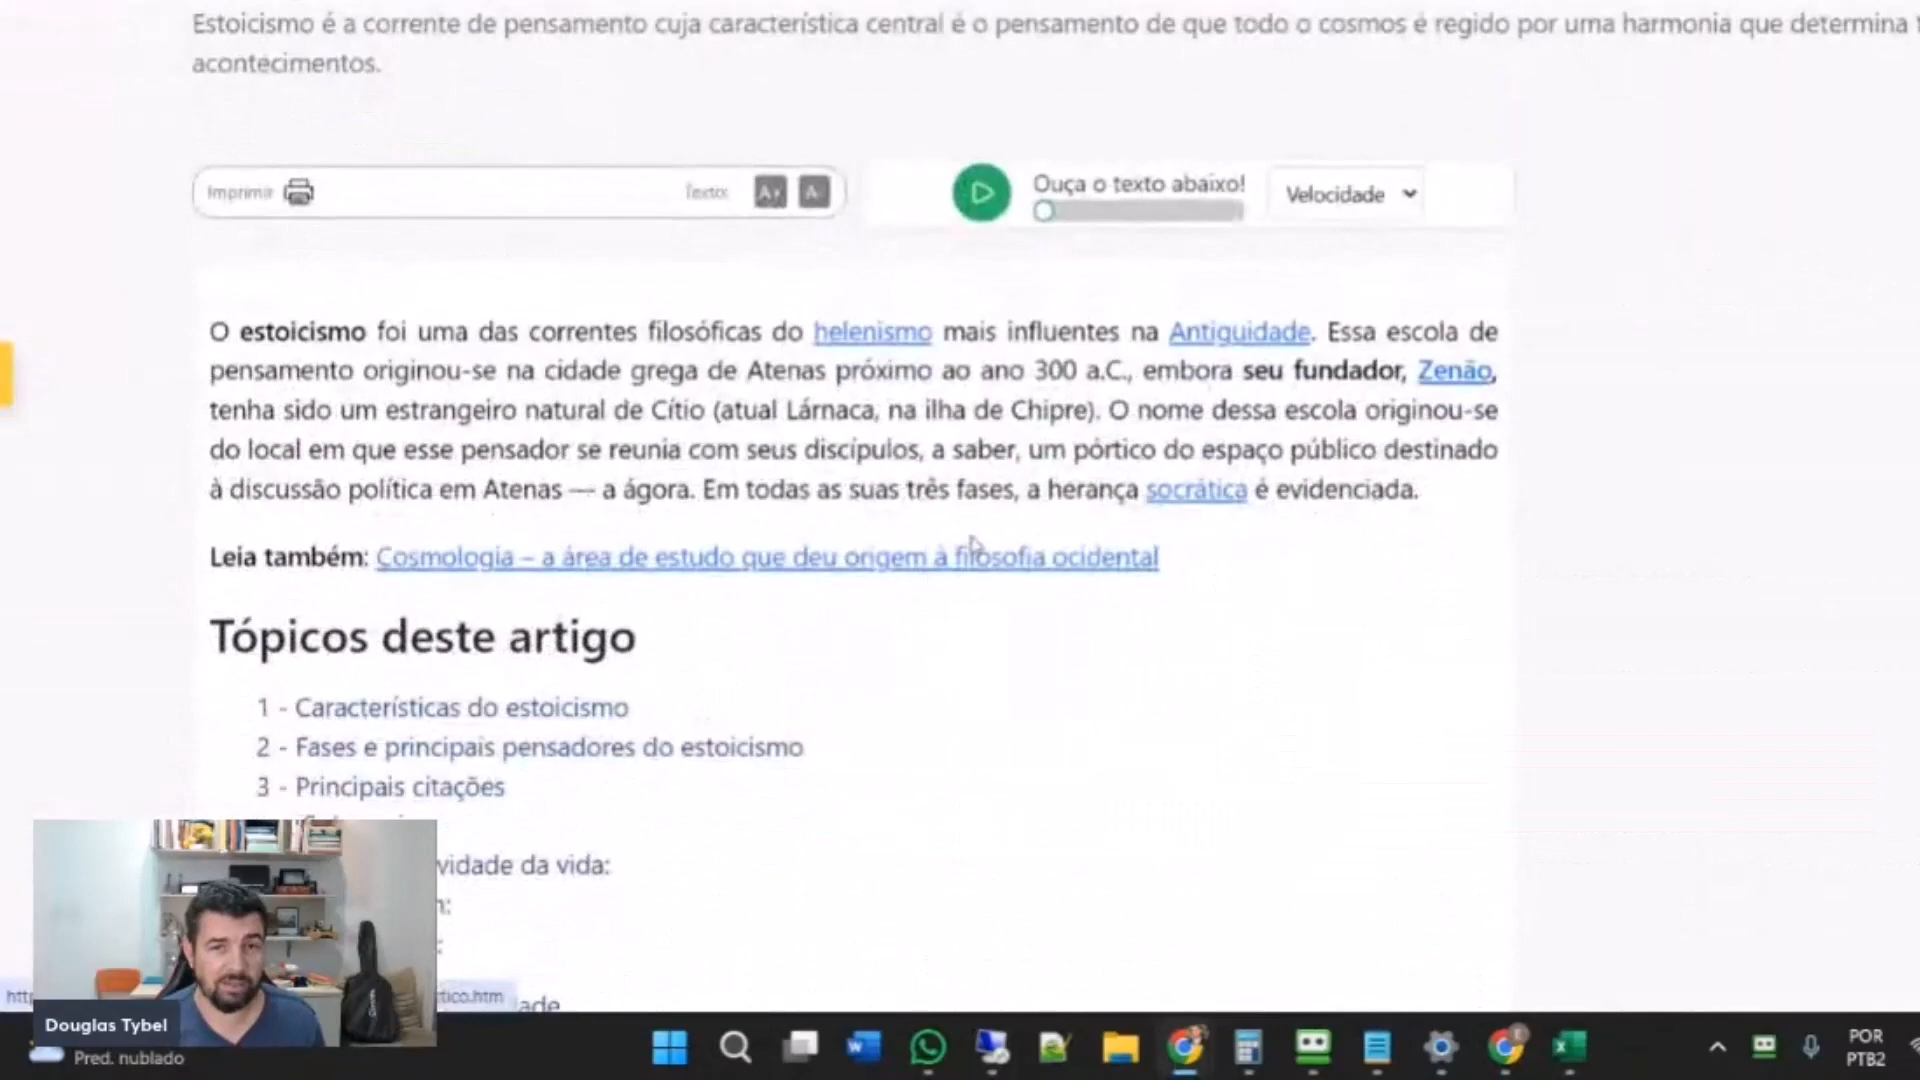 Estoicismo é a corrente de pensamento cuja característica central é o pensamento de que todo o cosmos é regido por uma harmonia que determina
acontecimentos.
Imprimir
Texto:
A+
A-
Ouça o texto abaixo!
Velocidade
O estoicismo foi uma das correntes filosóficas do helenismo mais influentes na Antiguidade. Essa escola de
pensamento originou-se na cidade grega de Atenas próximo ao ano 300 a.C., embora seu fundador, Zenão,
tenha sido um estrangeiro natural de Cítio (atual Lárnaca, na ilha de Chipre). O nome dessa escola originou-se
do local em que esse pensador se reunia com seus discípulos, a saber, um pórtico do espaço público destinado
à discussão política em Atenas — a ágora. Em todas as suas três fases, a herança socrática é evidenciada.
Leia também: Cosmologia – a área de estudo que deu origem à filosofia ocidental
Tópicos deste artigo
1 - Características do estoicismo
2 - Fases e principais pensadores do estoicismo
3 - Principais citações
vidade da vida:
tico.htm
ade
Douglas Tybel
Pred. nublado
POR
PTB2